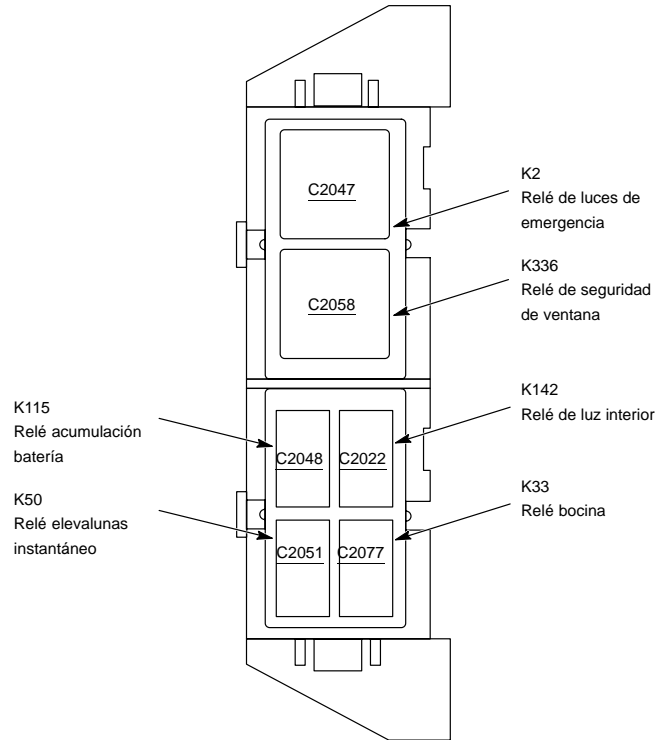 C2047
K2
Relé de luces de
emergencia
C2058
K336
Relé de seguridad
de ventana
K115
Relé acumulación
batería
C2048
C2022
K142
Relé de luz interior
K50
Relé elevalunas
instantáneo
C2051
C2077
K33
Relé bocina